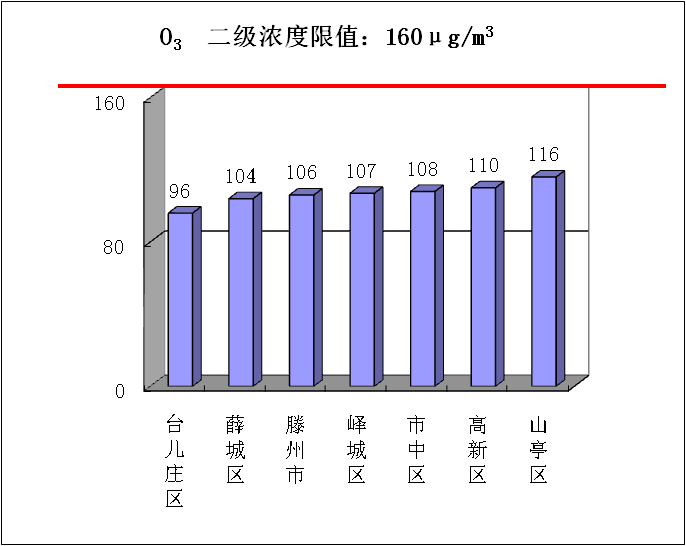 O₃ 二级浓度限值：160μg/m³
160
80
0
96
104
106
107
108
110
116
台儿庄区
薛城区
滕州市
峄城区
市中区
高新区
山亭区